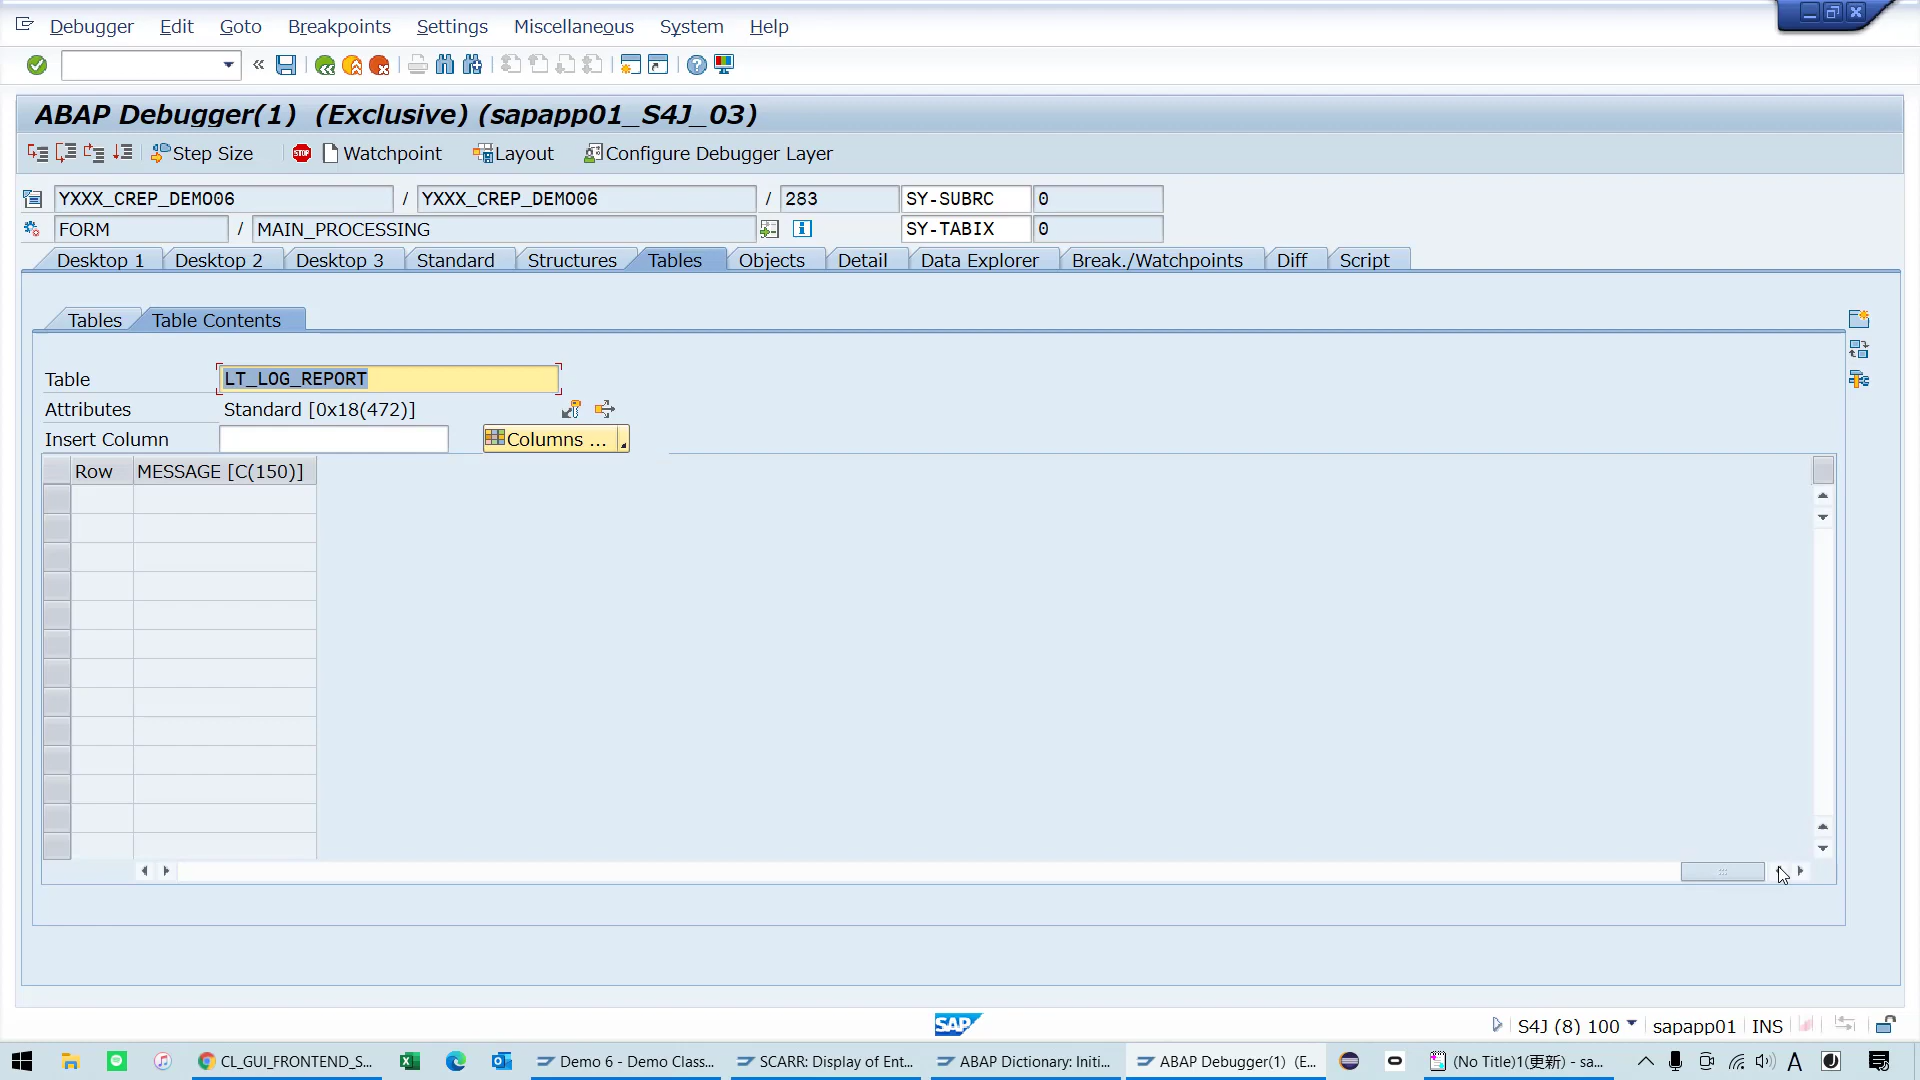 Debugger Edit Goto Breakpoints Settings Miscellaneous System Help
ABAP Debugger(1) (Exclusive) (sapapp01_S4J_03)
Step Size STOP Watchpoint Layout Configure Debugger Layer
YXXX_CREP_DEMO06 / YXXX_CREP_DEMO06 / 283 SY-SUBRC 0
FORM / MAIN_PROCESSING SY-TABIX 0
Desktop 1 Desktop 2 Desktop 3 Standard Structures Tables Objects Detail Data Explorer Break./Watchpoints Diff Script
Tables Table Contents
Table LT_LOG_REPORT
Attributes Standard [0x18(472)]
Insert Column Columns ...
Row MESSAGE [C(150)]
SAP
S4J (8) 100 sapapp01 INS
CL_GUI_FRONTEND_S... Demo 6 - Demo Class... SCARR: Display of Ent... ABAP Dictionary: Initi... ABAP Debugger(1) (E... (No Title)1(更新) - sa... A